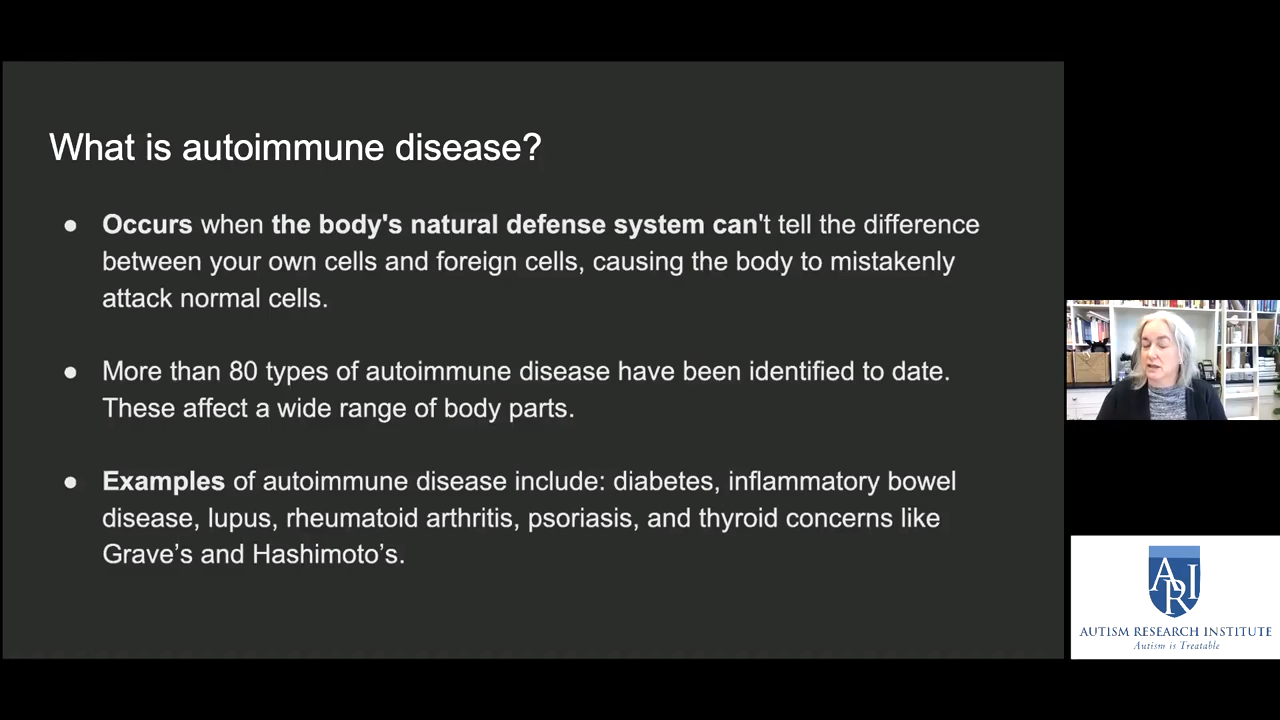 What is autoimmune disease?
● Occurs when the body's natural defense system can't tell the difference
between your own cells and foreign cells, causing the body to mistakenly
attack normal cells.
● More than 80 types of autoimmune disease have been identified to date.
These affect a wide range of body parts.
● Examples of autoimmune disease include: diabetes, inflammatory bowel
disease, lupus, rheumatoid arthritis, psoriasis, and thyroid concerns like
Grave’s and Hashimoto’s.
ARI
AUTISM RESEARCH INSTITUTE
Autism is Treatable